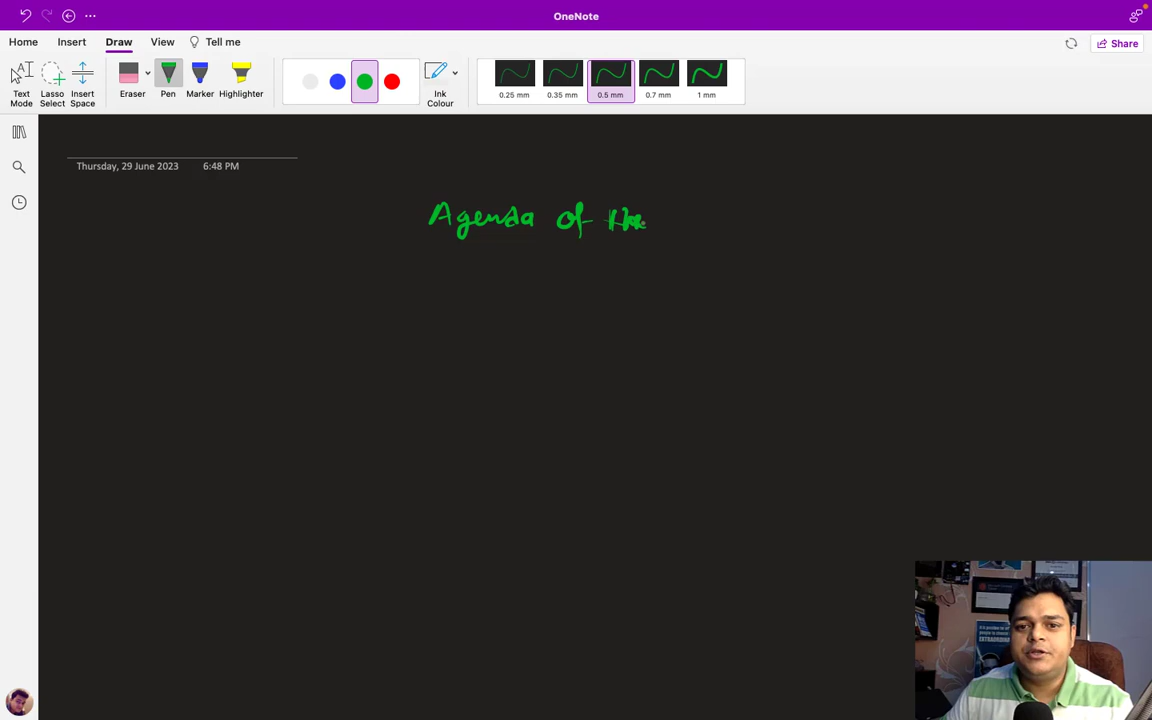 OneNote
Home Insert Draw View Tell me
Share
Text Mode
Lasso Select
Insert Space
Eraser
Pen
Marker
Highlighter
Ink Colour
0.25 mm
0.35 mm
0.5 mm
0.7 mm
1 mm
Thursday, 29 June 2023 6:48 PM
Agenda of the
EXTRAORDINARY